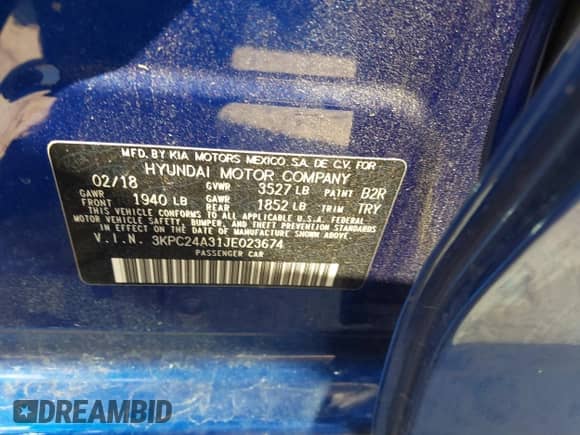 MFD. BY KIA MOTORS MEXICO. S.A. DE C.V. FOR
HYUNDAI MOTOR COMPANY
02/18 GVWR 3527 LB PAINT B2R
GAWR FRONT 1940 LB GAWR REAR 1852 LB TRIM TRY
THIS VEHICLE CONFORMS TO ALL APPLICABLE U.S.A. FEDERAL
MOTOR VEHICLE SAFETY, BUMPER, AND THEFT PREVENTION STANDARDS
IN EFFECT ON THE DATE OF MANUFACTURE SHOWN ABOVE.
V.I.N. 3KPC24A31JE023674
PASSENGER CAR
DREAMBID